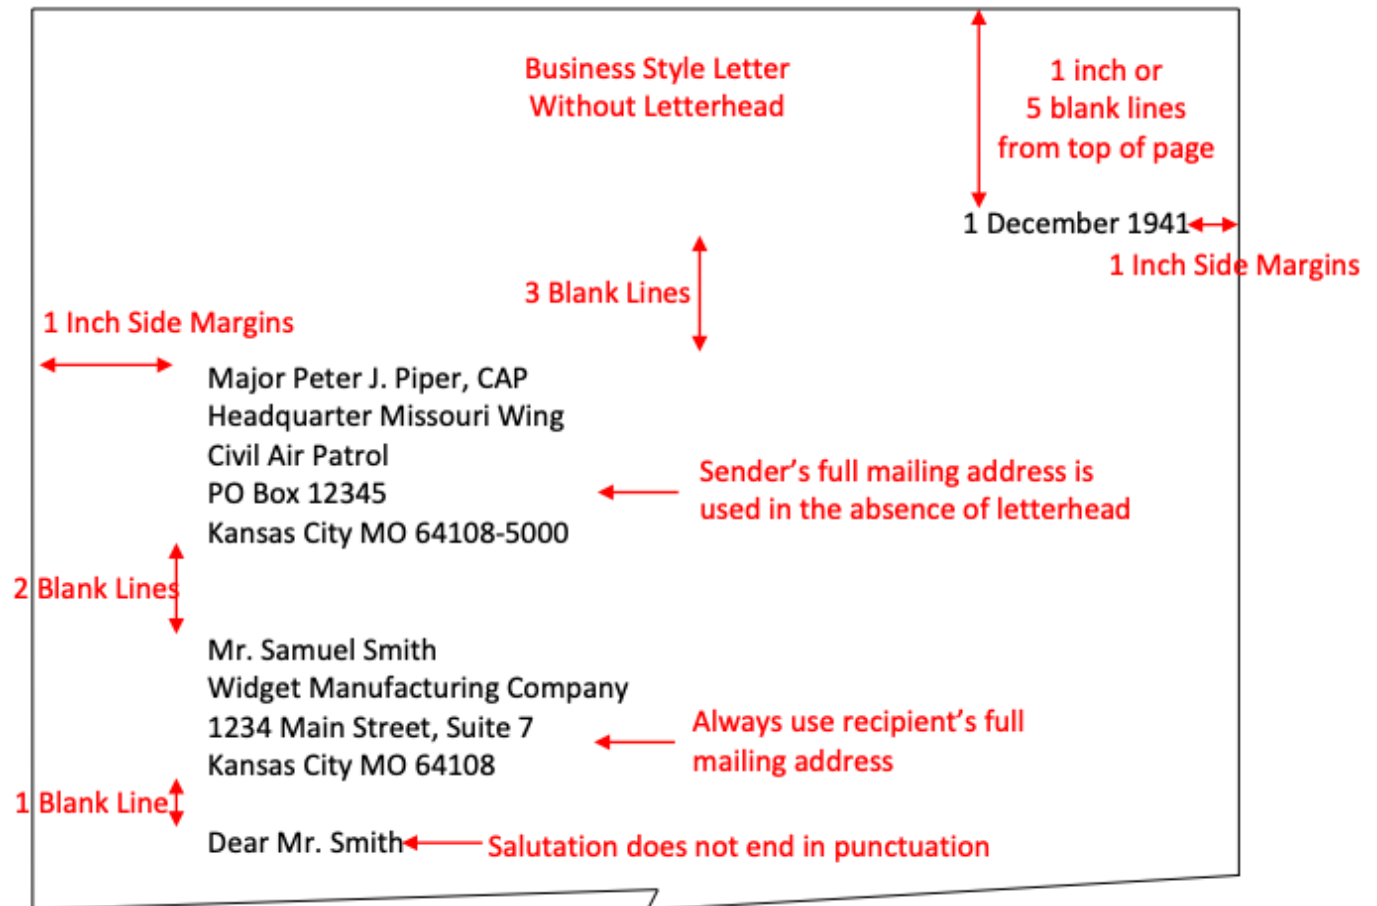 Business Style Letter
Without Letterhead
1 inch or
5 blank lines
from top of page
1 December 1941
1 Inch Side Margins
3 Blank Lines
1 Inch Side Margins
Major Peter J. Piper, CAP
Headquarter Missouri Wing
Civil Air Patrol
PO Box 12345
Kansas City MO 64108-5000
Sender’s full mailing address is
used in the absence of letterhead
2 Blank Lines
Mr. Samuel Smith
Widget Manufacturing Company
1234 Main Street, Suite 7
Kansas City MO 64108
Always use recipient’s full
mailing address
1 Blank Line
Dear Mr. Smith
Salutation does not end in punctuation